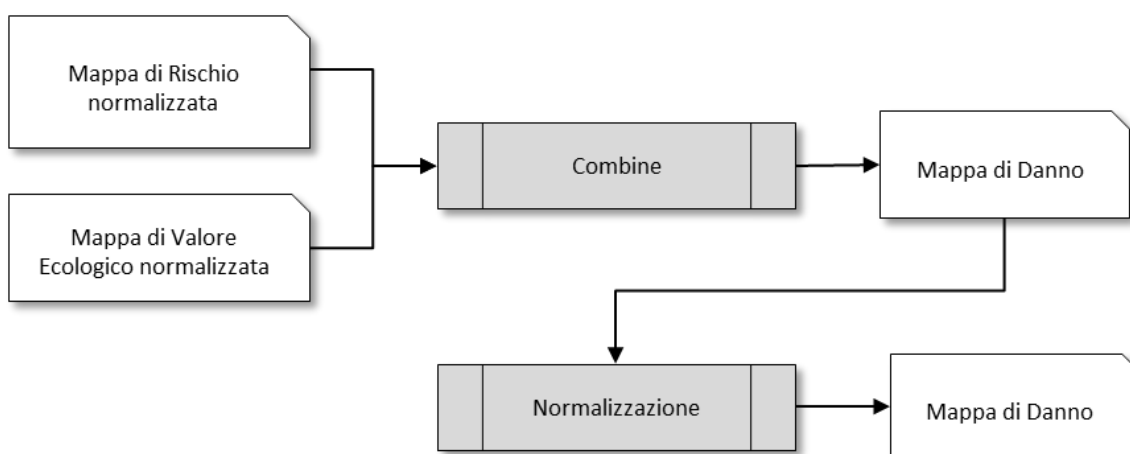 Mappa di Rischio
normalizzata
Mappa di Valore
Ecologico normalizzata
Combine
Mappa di Danno
Normalizzazione
Mappa di Danno